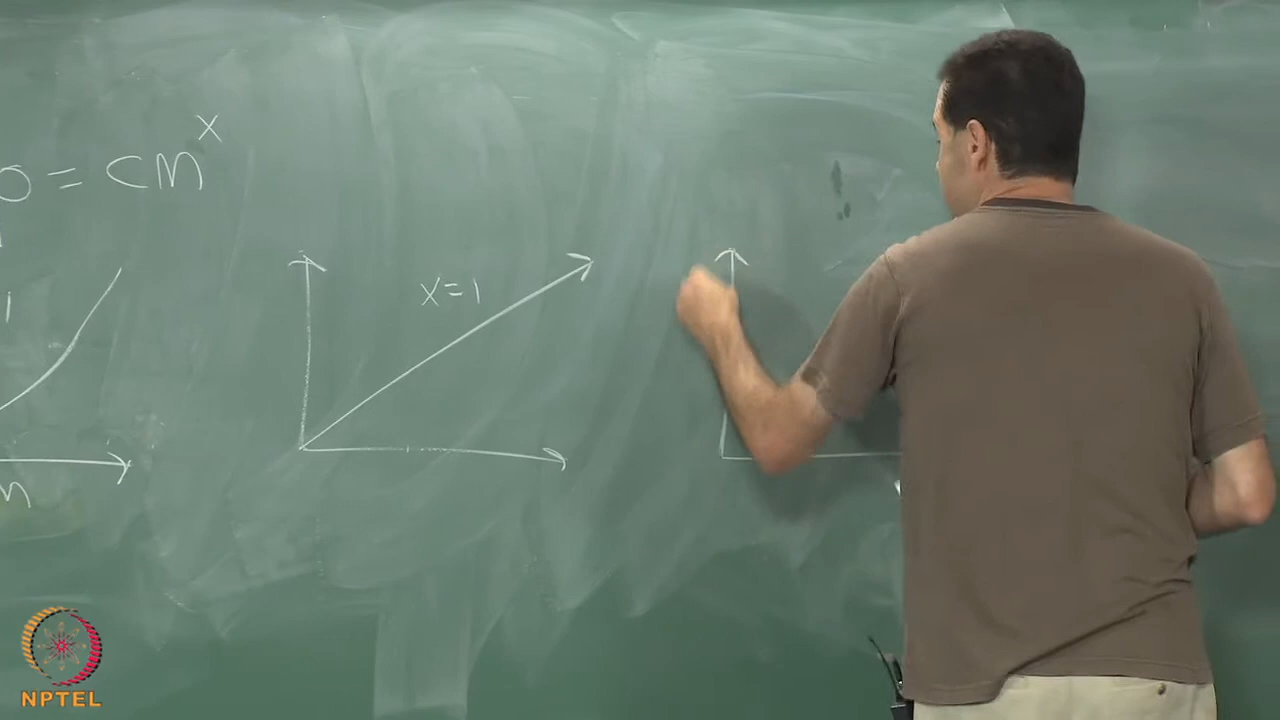 = cm^x
x=1
m
NPTEL